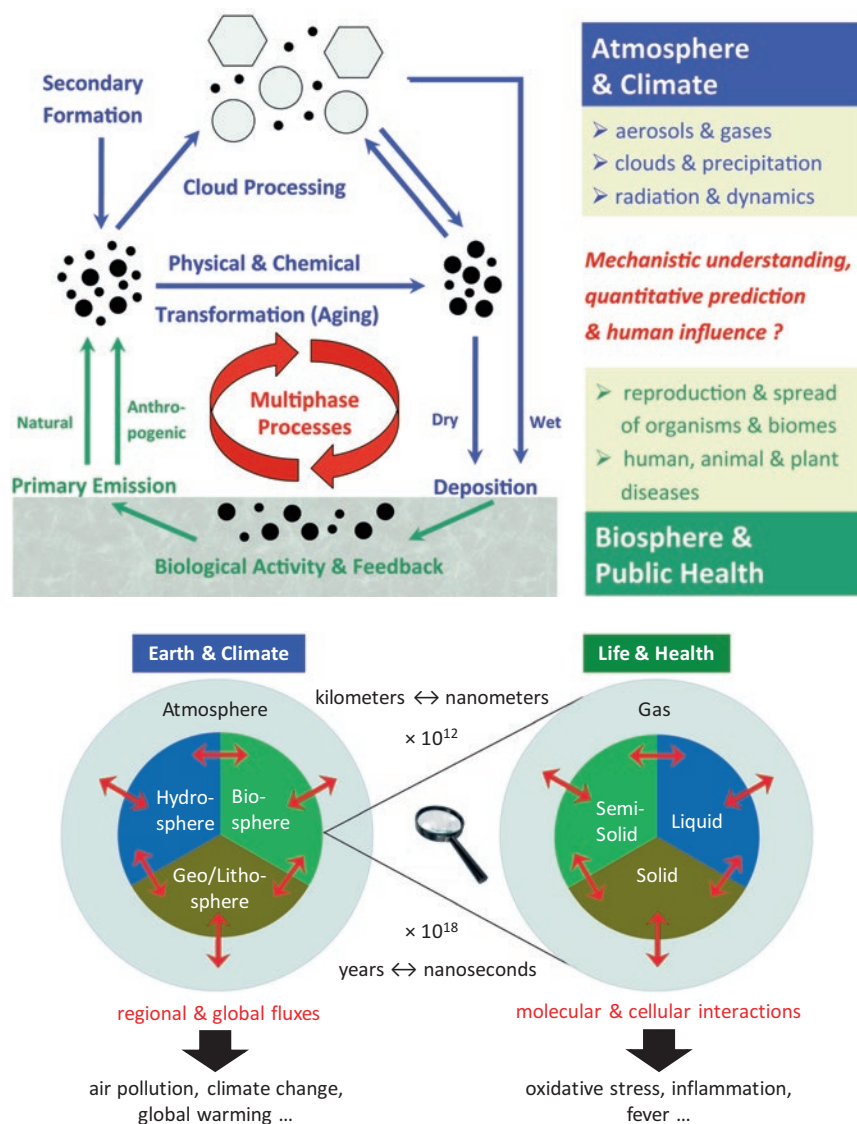 Secondary
Formation
Cloud Processing
Physical & Chemical
Transformation (Aging)
Multiphase
Processes
Natural
Anthro-
pogenic
Dry
Wet
Primary Emission
Deposition
Biological Activity & Feedback
Atmosphere
& Climate
➢ aerosols & gases
➢ clouds & precipitation
➢ radiation & dynamics
Mechanistic understanding,
quantitative prediction
& human influence ?
➢ reproduction & spread
of organisms & biomes
➢ human, animal & plant
diseases
Biosphere &
Public Health
Earth & Climate
Life & Health
kilometers ↔ nanometers
× 10¹²
Atmosphere
Hydro-
sphere
Bio-
sphere
Geo/Litho-
sphere
Gas
Semi-
Solid
Liquid
Solid
× 10¹⁸
years ↔ nanoseconds
regional & global fluxes
molecular & cellular interactions
air pollution, climate change,
global warming ...
oxidative stress, inflammation,
fever ...